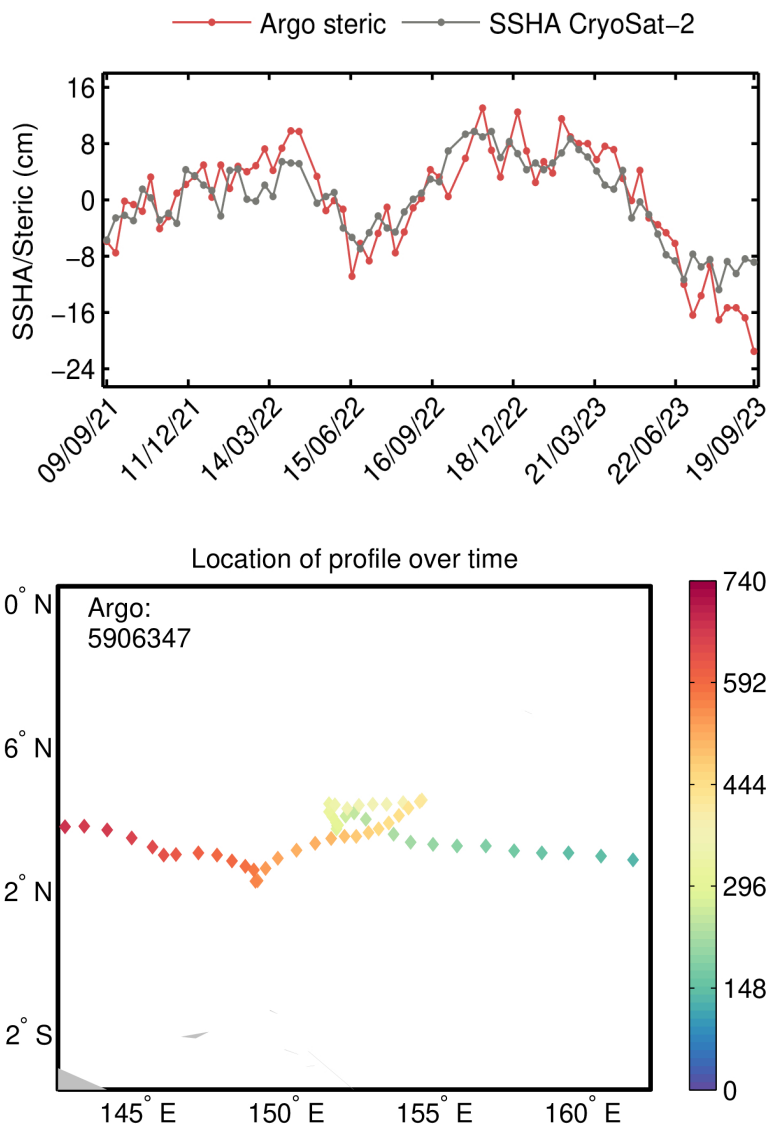 Argo steric SSHA CryoSat−2
SSHA/Steric (cm)
16
8
0
−8
−16
−24
09/09/21 11/12/21 14/03/22 15/06/22 16/09/22 18/12/22 21/03/23 22/06/23 19/09/23
Location of profile over time
Argo:
5906347
0° N
6° N
2° N
2° S
145° E 150° E 155° E 160° E
740
592
444
296
148
0